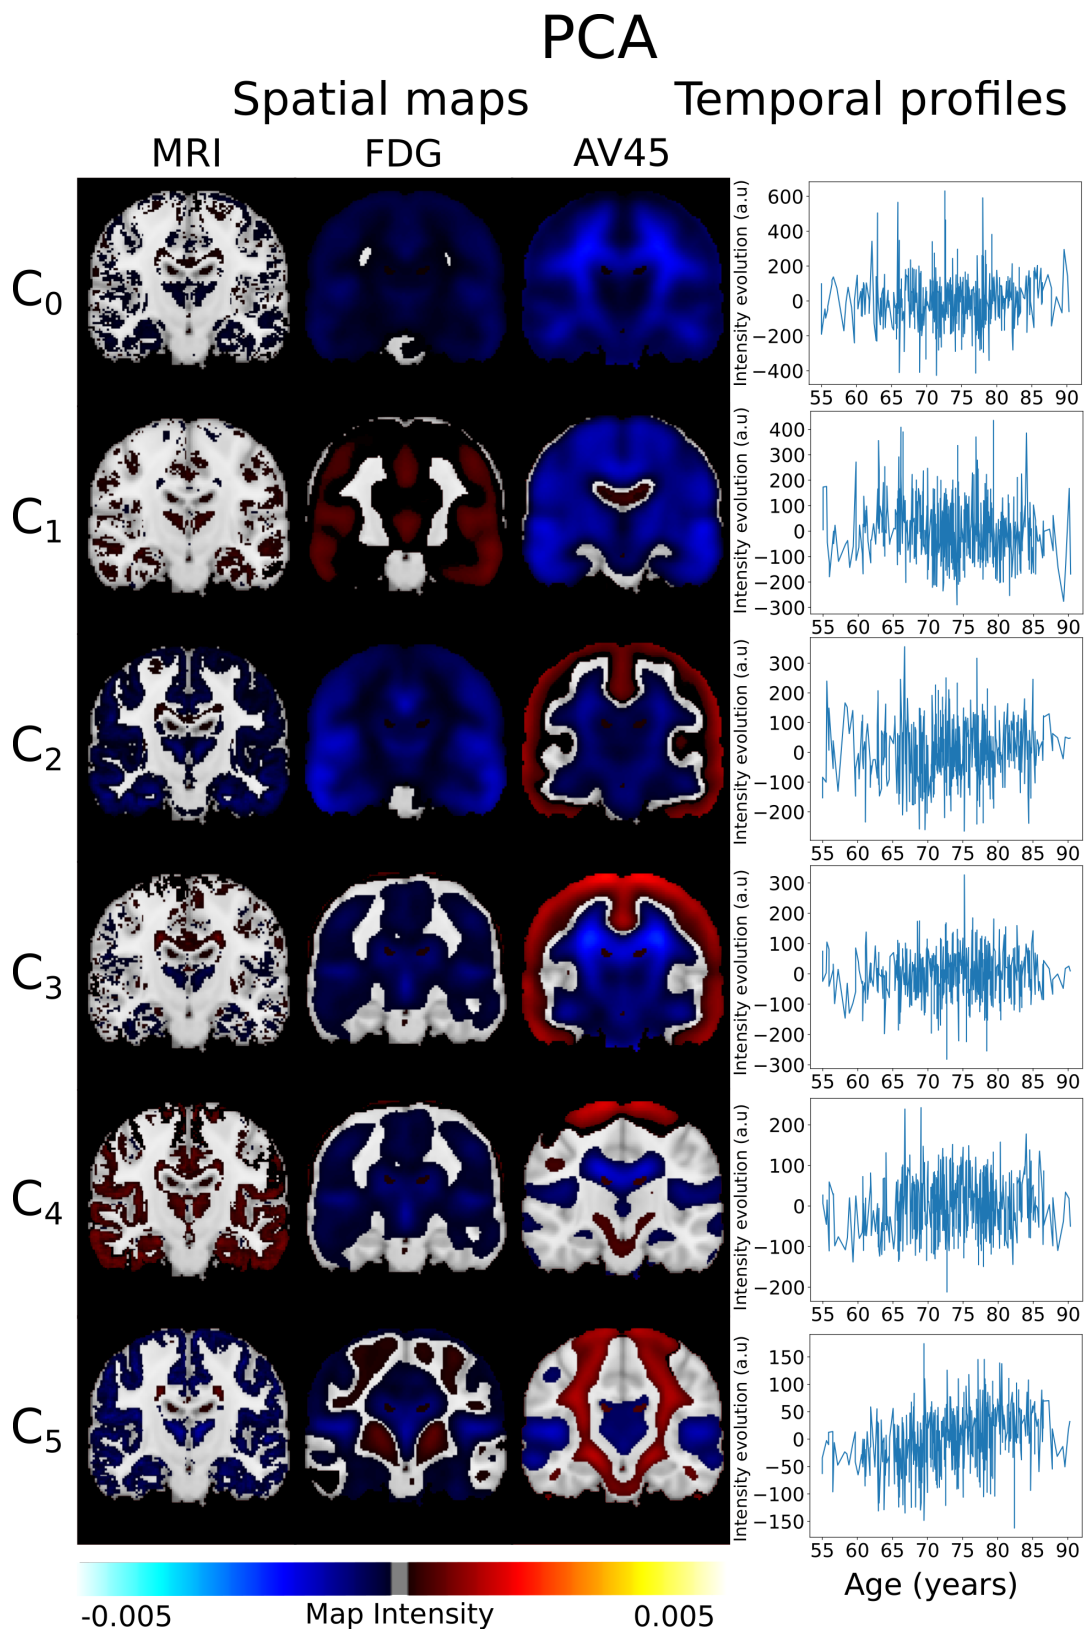 PCA
Spatial maps Temporal profiles
MRI FDG AV45
C0
Intensity evolution (a.u)
600
400
200
0
−200
−400
55 60 65 70 75 80 85 90
C1
Intensity evolution (a.u)
400
300
200
100
0
−100
−200
−300
55 60 65 70 75 80 85 90
C2
Intensity evolution (a.u)
300
200
100
0
−100
−200
55 60 65 70 75 80 85 90
C3
Intensity evolution (a.u)
300
200
100
0
−100
−200
−300
55 60 65 70 75 80 85 90
C4
Intensity evolution (a.u)
200
100
0
−100
−200
55 60 65 70 75 80 85 90
C5
Intensity evolution (a.u)
150
100
50
0
−50
−100
−150
55 60 65 70 75 80 85 90
Age (years)
-0.005 Map Intensity 0.005